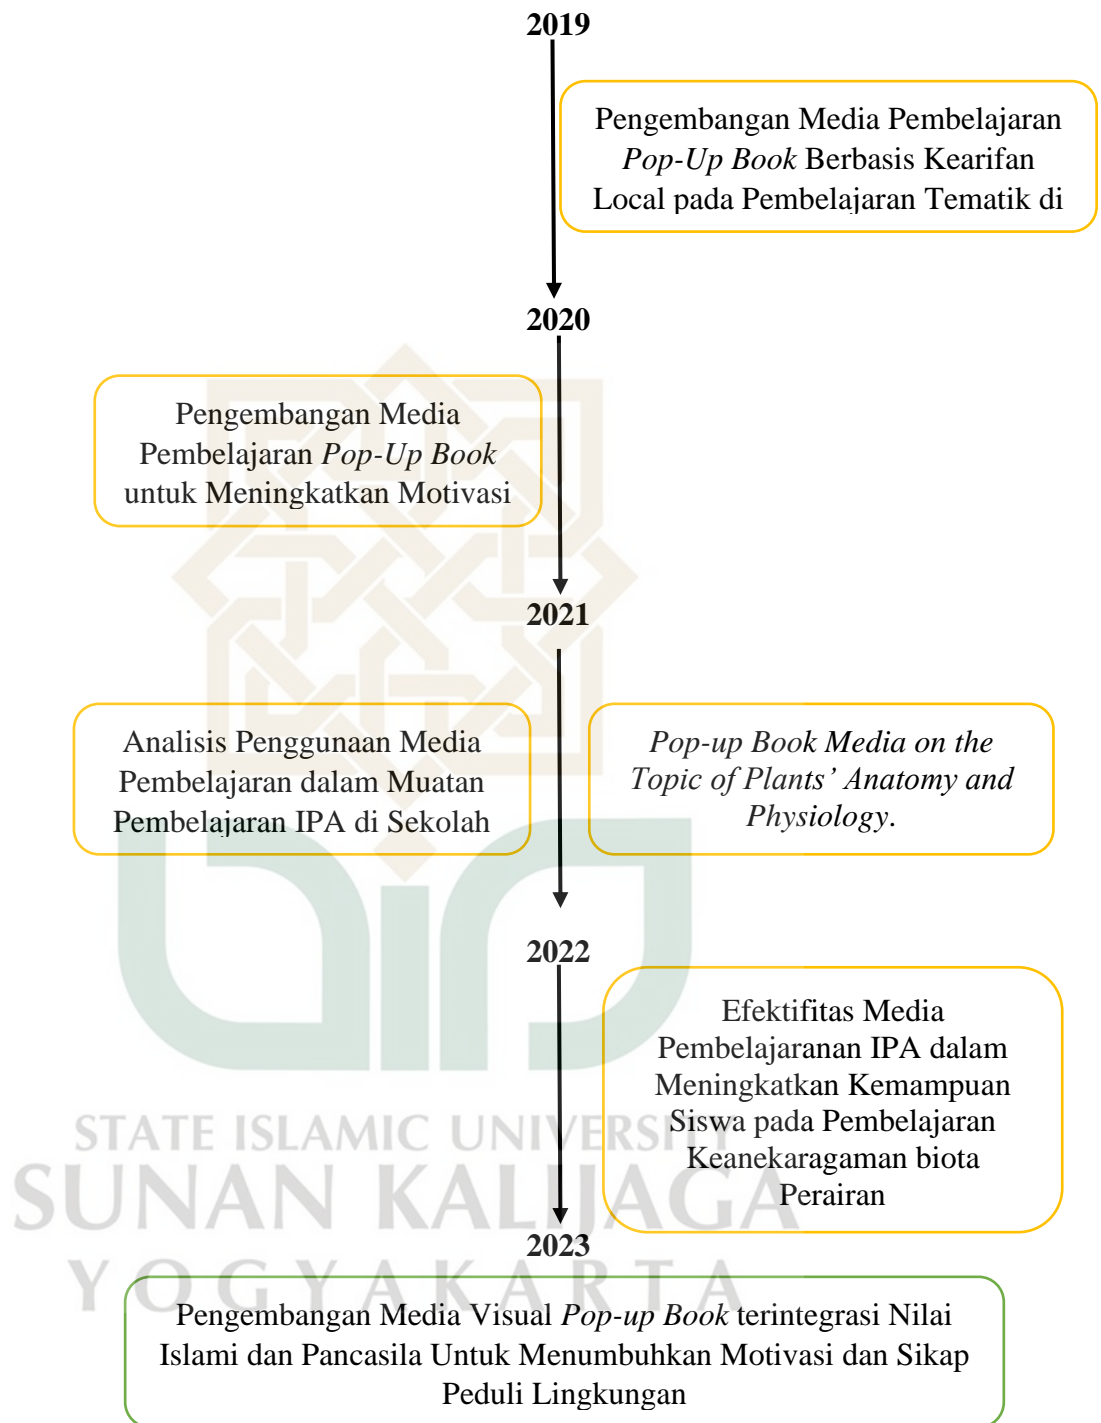 2019
Pengembangan Media Pembelajaran
Pop-Up Book Berbasis Kearifan
Local pada Pembelajaran Tematik di
2020
Pengembangan Media
Pembelajaran Pop-Up Book
untuk Meningkatkan Motivasi
2021
Analisis Penggunaan Media
Pembelajaran dalam Muatan
Pembelajaran IPA di Sekolah
Pop-up Book Media on the
Topic of Plants’ Anatomy and
Physiology.
2022
Efektifitas Media
Pembelajaranan IPA dalam
Meningkatkan Kemampuan
Siswa pada Pembelajaran
Keanekaragaman biota
Perairan
STATE ISLAMIC UNIVERSITY
SUNAN KALIJAGA
2023
YOGYAKARTA
Pengembangan Media Visual Pop-up Book terintegrasi Nilai
Islami dan Pancasila Untuk Menumbuhkan Motivasi dan Sikap
Peduli Lingkungan